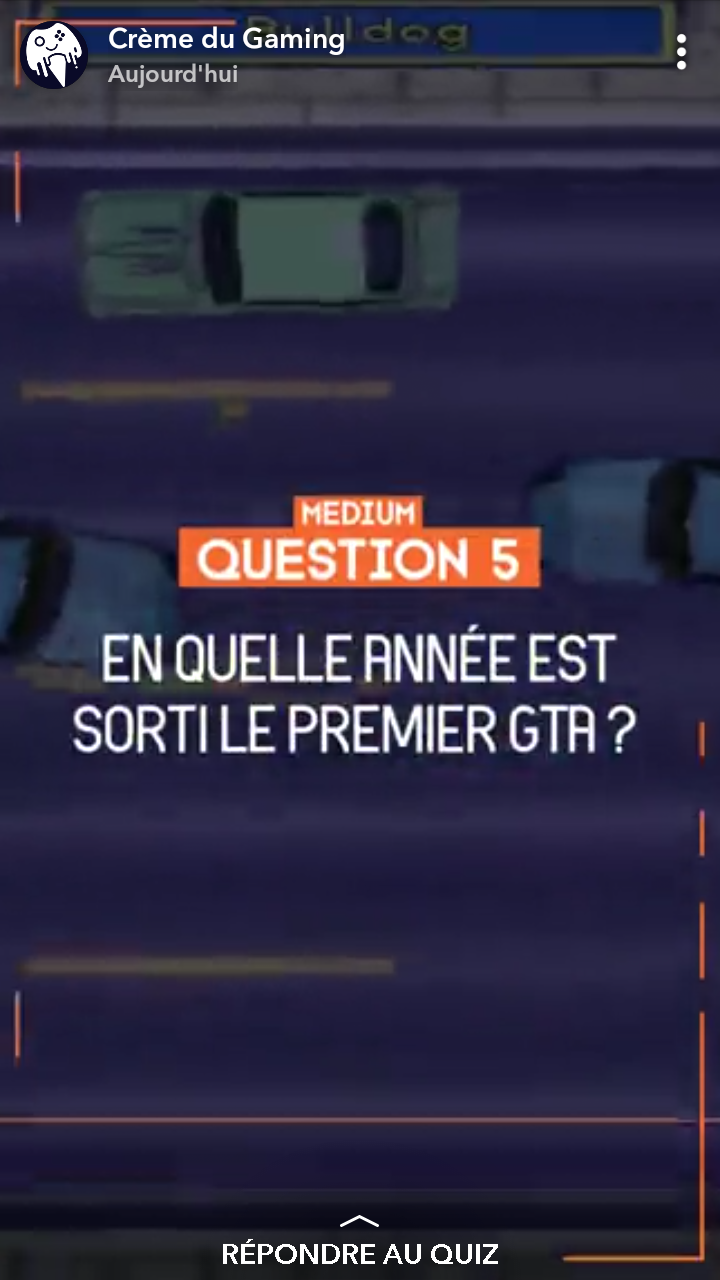 Bulldog
Crème du Gaming
Aujourd'hui
MEDIUM
QUESTION 5
EN QUELLE ANNÉE EST
SORTI LE PREMIER GTA ?
RÉPONDRE AU QUIZ